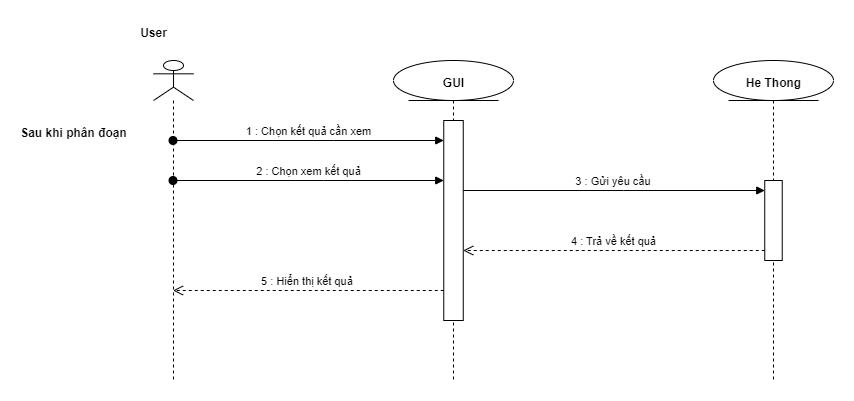 User
GUI
He Thong
Sau khi phân đoạn
1 : Chọn kết quả cần xem
2 : Chọn xem kết quả
3 : Gửi yêu cầu
4 : Trả về kết quả
5 : Hiển thị kết quả